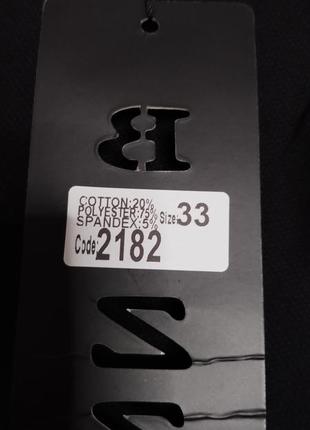 B
COTTON:20%
POLYESTER:75%
SPANDEX:5%
Size:33
Code:2182
Z